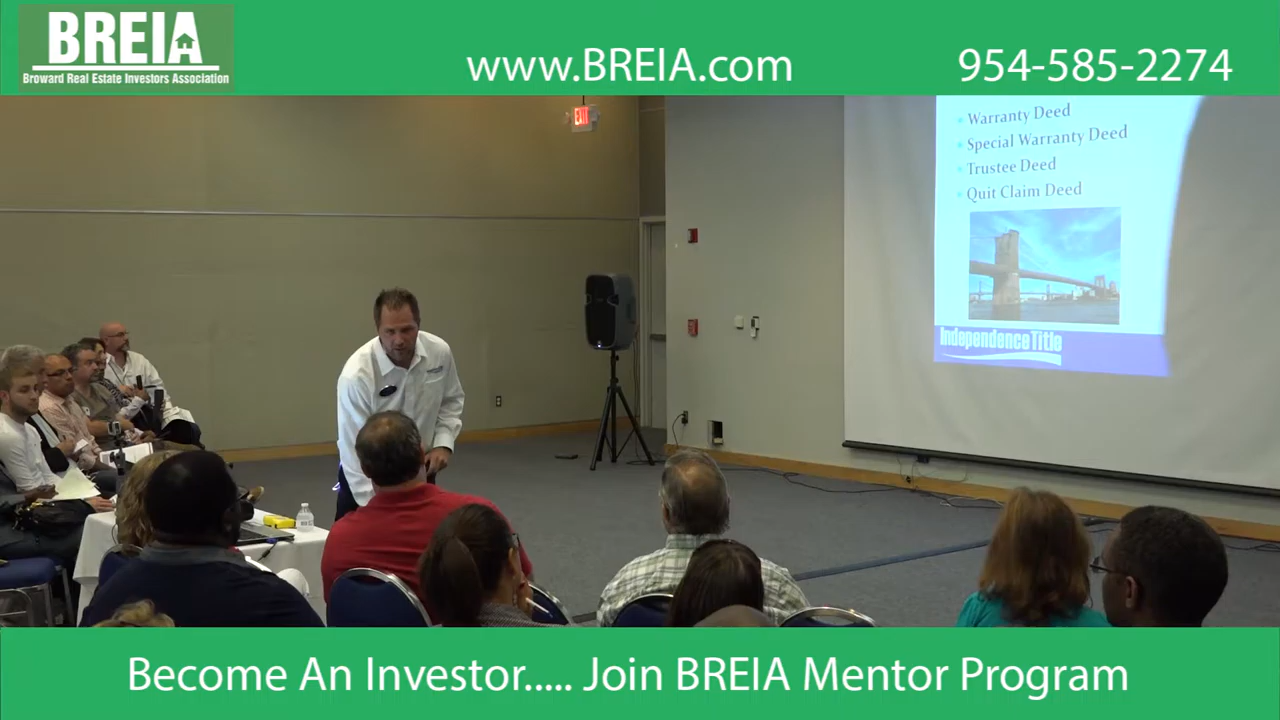 BREIA
Broward Real Estate Investors Association
www.BREIA.com
954-585-2274
EXIT
Warranty Deed
Special Warranty Deed
Trustee Deed
Quit Claim Deed
Independence Title
Become An Investor..... Join BREIA Mentor Program